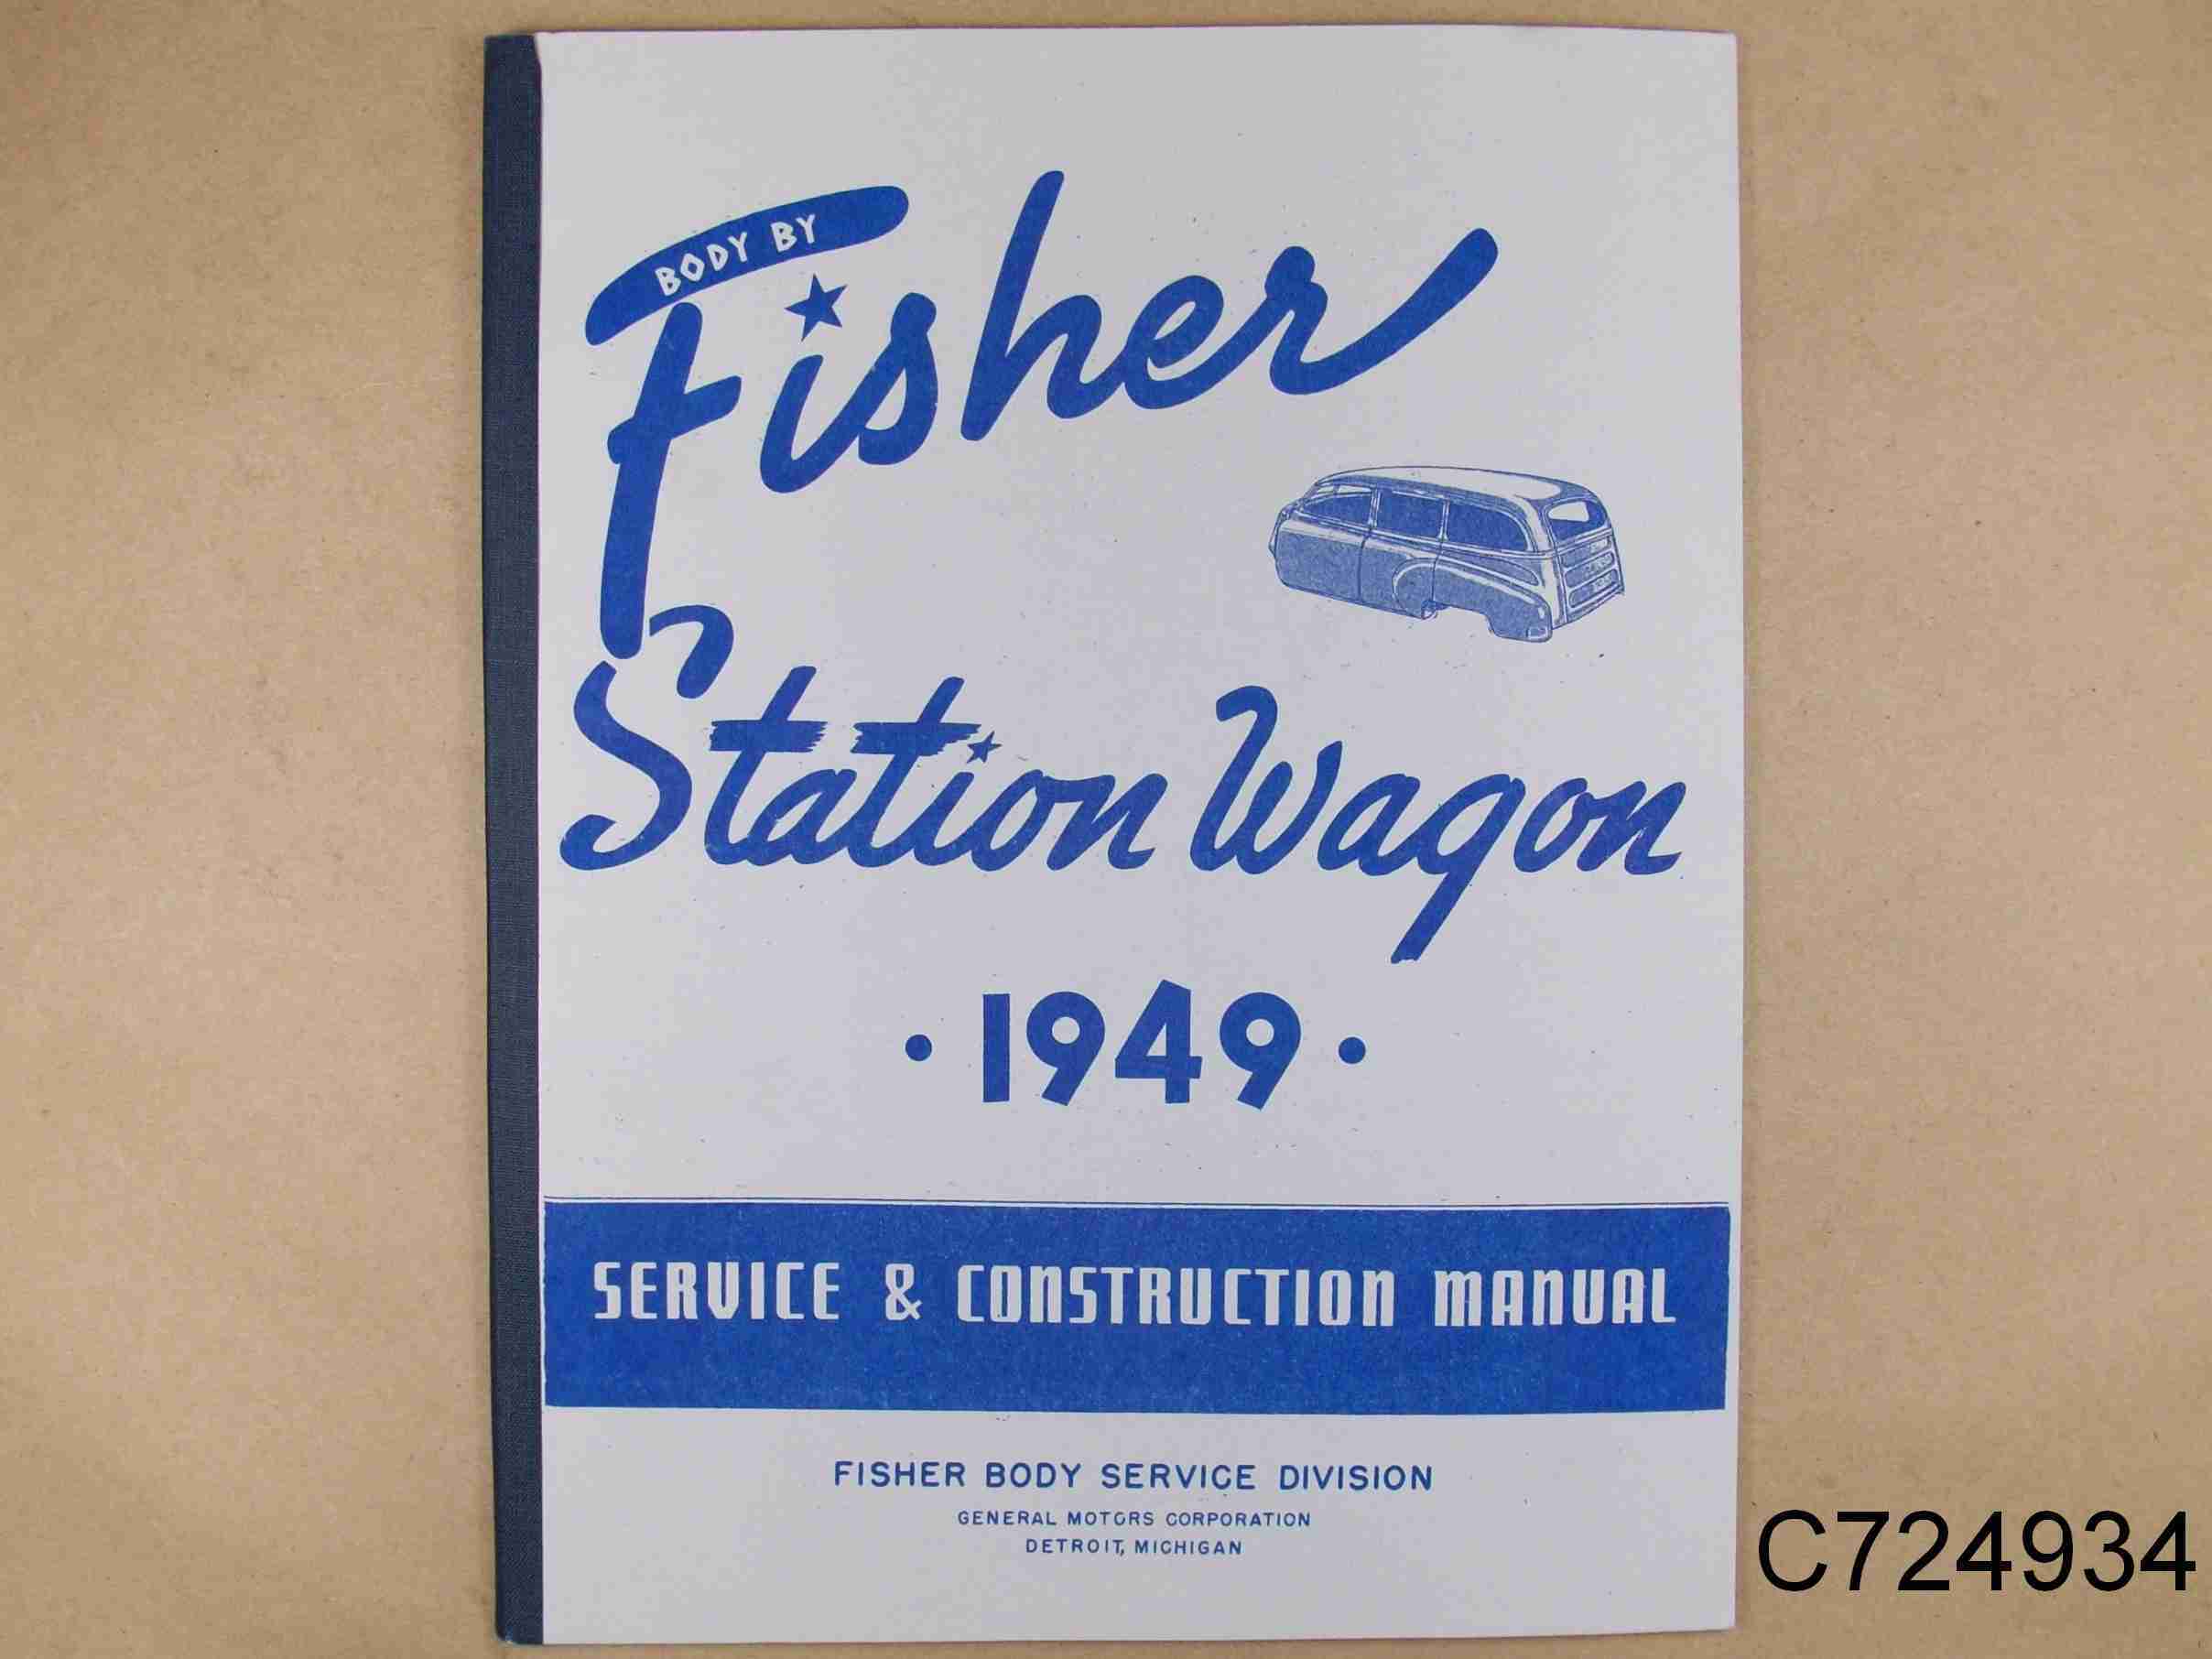 BODY BY
Fisher
Station Wagon
• 1949 •
SERVICE & CONSTRUCTION MANUAL
FISHER BODY SERVICE DIVISION
GENERAL MOTORS CORPORATION
DETROIT, MICHIGAN
C724934